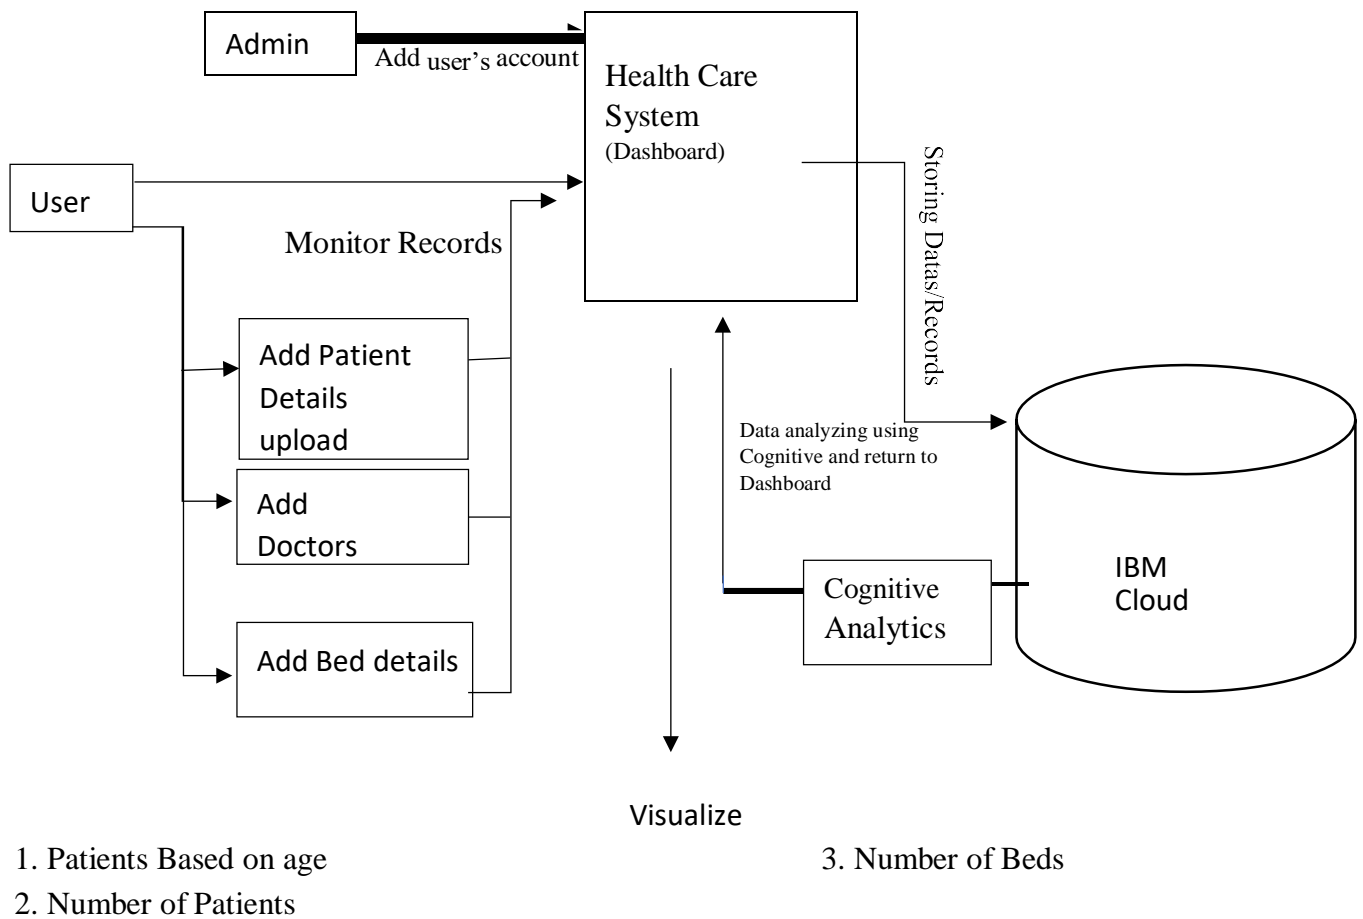 Admin
Add user's account
Health Care
System
(Dashboard)
User
Monitor Records
Storing Datas/Records
Add Patient
Details
upload
Add
Doctors
Add Bed details
Data analyzing using
Cognitive and return to
Dashboard
Cognitive
Analytics
IBM
Cloud
Visualize
1. Patients Based on age
2. Number of Patients
3. Number of Beds